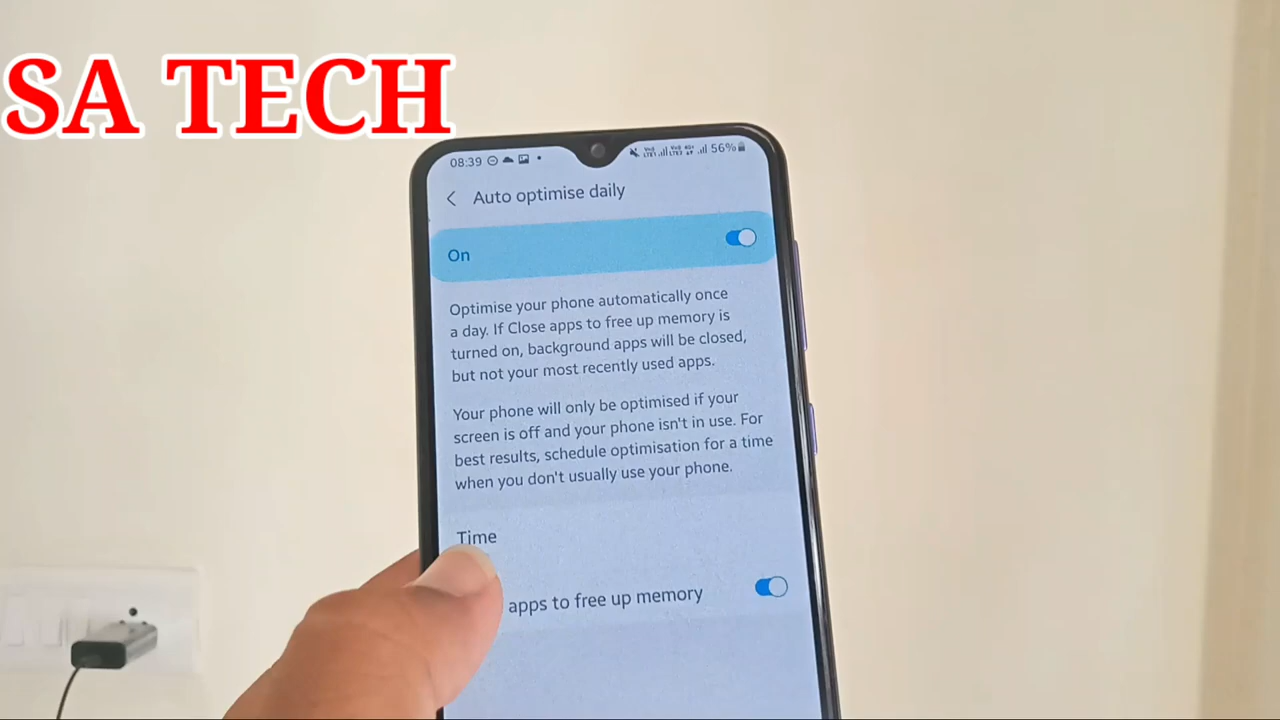 SA TECH
08:39 56%
Auto optimise daily
On
Optimise your phone automatically once
a day. If Close apps to free up memory is
turned on, background apps will be closed,
but not your most recently used apps.
Your phone will only be optimised if your
screen is off and your phone isn't in use. For
best results, schedule optimisation for a time
when you don't usually use your phone.
Time
apps to free up memory